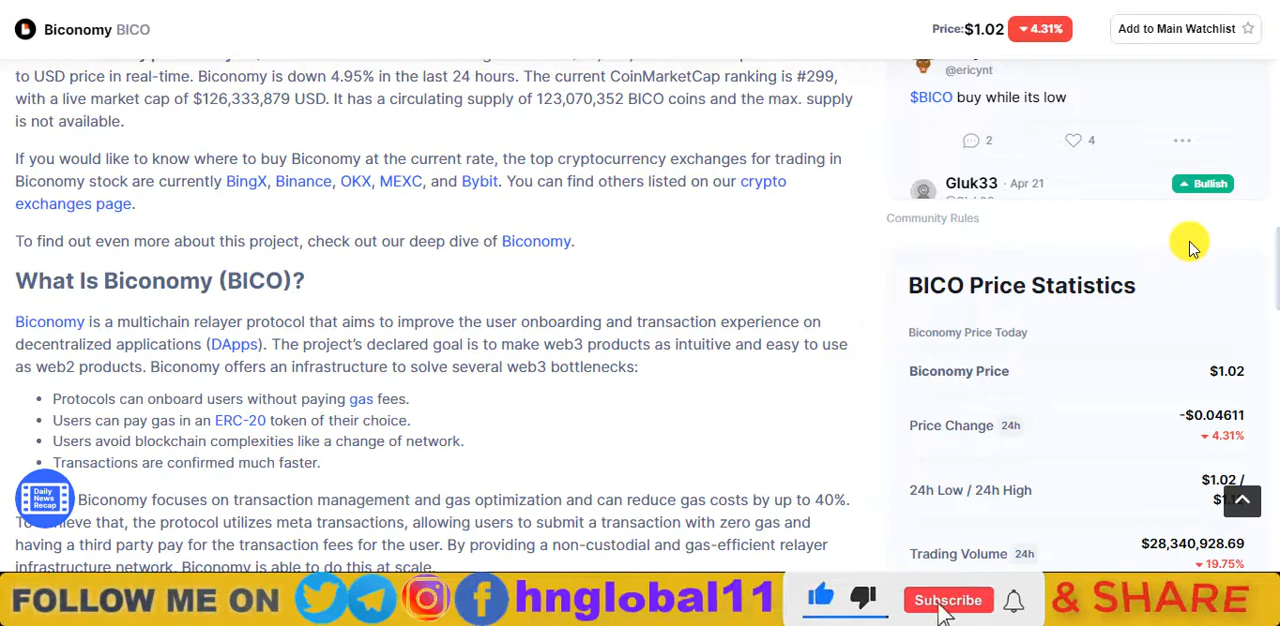 Biconomy BICO
Price:$1.02 4.31%
Add to Main Watchlist
to USD price in real-time. Biconomy is down 4.95% in the last 24 hours. The current CoinMarketCap ranking is #299,
with a live market cap of $126,333,879 USD. It has a circulating supply of 123,070,352 BICO coins and the max. supply
is not available.
If you would like to know where to buy Biconomy at the current rate, the top cryptocurrency exchanges for trading in
Biconomy stock are currently BingX, Binance, OKX, MEXC, and Bybit. You can find others listed on our crypto
exchanges page.
To find out even more about this project, check out our deep dive of Biconomy.
What Is Biconomy (BICO)?
Biconomy is a multichain relayer protocol that aims to improve the user onboarding and transaction experience on
decentralized applications (DApps). The project's declared goal is to make web3 products as intuitive and easy to use
as web2 products. Biconomy offers an infrastructure to solve several web3 bottlenecks:
• Protocols can onboard users without paying gas fees.
• Users can pay gas in an ERC-20 token of their choice.
• Users avoid blockchain complexities like a change of network.
• Transactions are confirmed much faster.
Daily
News
Recap
Biconomy focuses on transaction management and gas optimization and can reduce gas costs by up to 40%.
the protocol utilizes meta transactions, allowing users to submit a transaction with zero gas and
having a third party pay for the transaction fees for the user. By providing a non-custodial and gas-efficient relayer
infrastructure network, Biconomy is able to do this at scale.
@ericynt
$BICO buy while its low
2
4
Gluk33 · Apr 21
Bullish
Community Rules
BICO Price Statistics
Biconomy Price Today
Biconomy Price $1.02
Price Change 24h -$0.04611
4.31%
24h Low / 24h High $1.02 /
Trading Volume 24h $28,340,928.69
19.75%
FOLLOW ME ON hnglobal11 Subscribe & SHARE